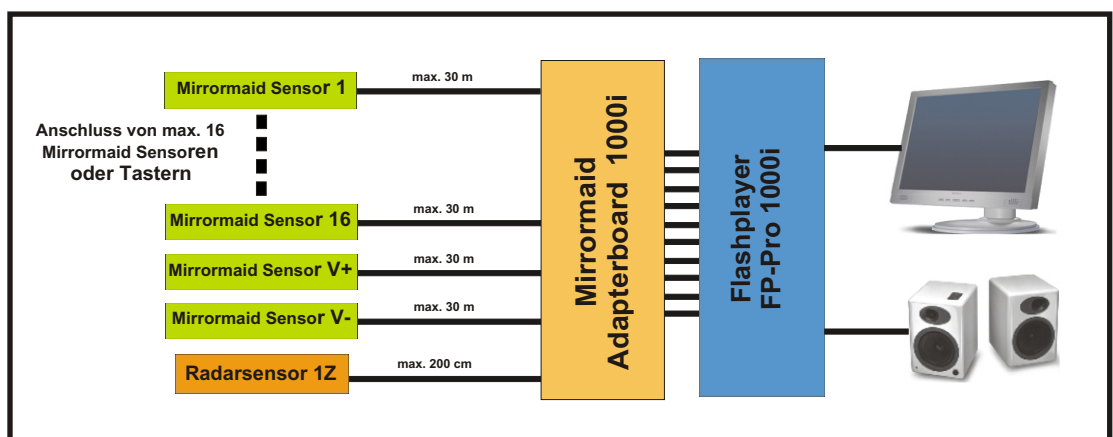 Mirrormaid Sensor 1
max. 30 m
Anschluss von max. 16
Mirrormaid Sensoren
oder Tastern
Mirrormaid Sensor 16
max. 30 m
Mirrormaid Sensor V+
max. 30 m
Mirrormaid Sensor V-
max. 30 m
Radarsensor 1Z
max. 200 cm
Mirrormaid
Adapterboard 1000i
Flashplayer
FP-Pro 1000i